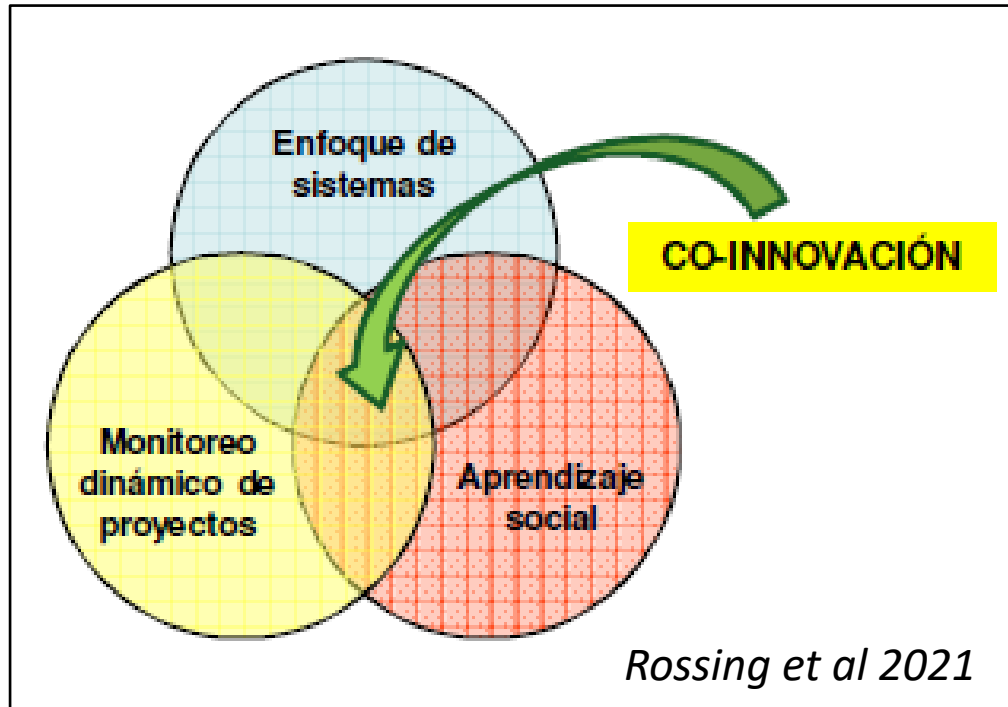 Enfoque de
sistemas
CO-INNOVACIÓN
Monitoreo
dinámico de
proyectos
Aprendizaje
social
Rossing et al 2021